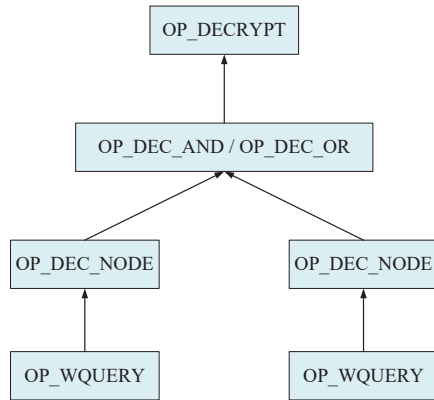 OP_DECRYPT
OP_DEC_AND / OP_DEC_OR
OP_DEC_NODE
OP_DEC_NODE
OP_WQUERY
OP_WQUERY